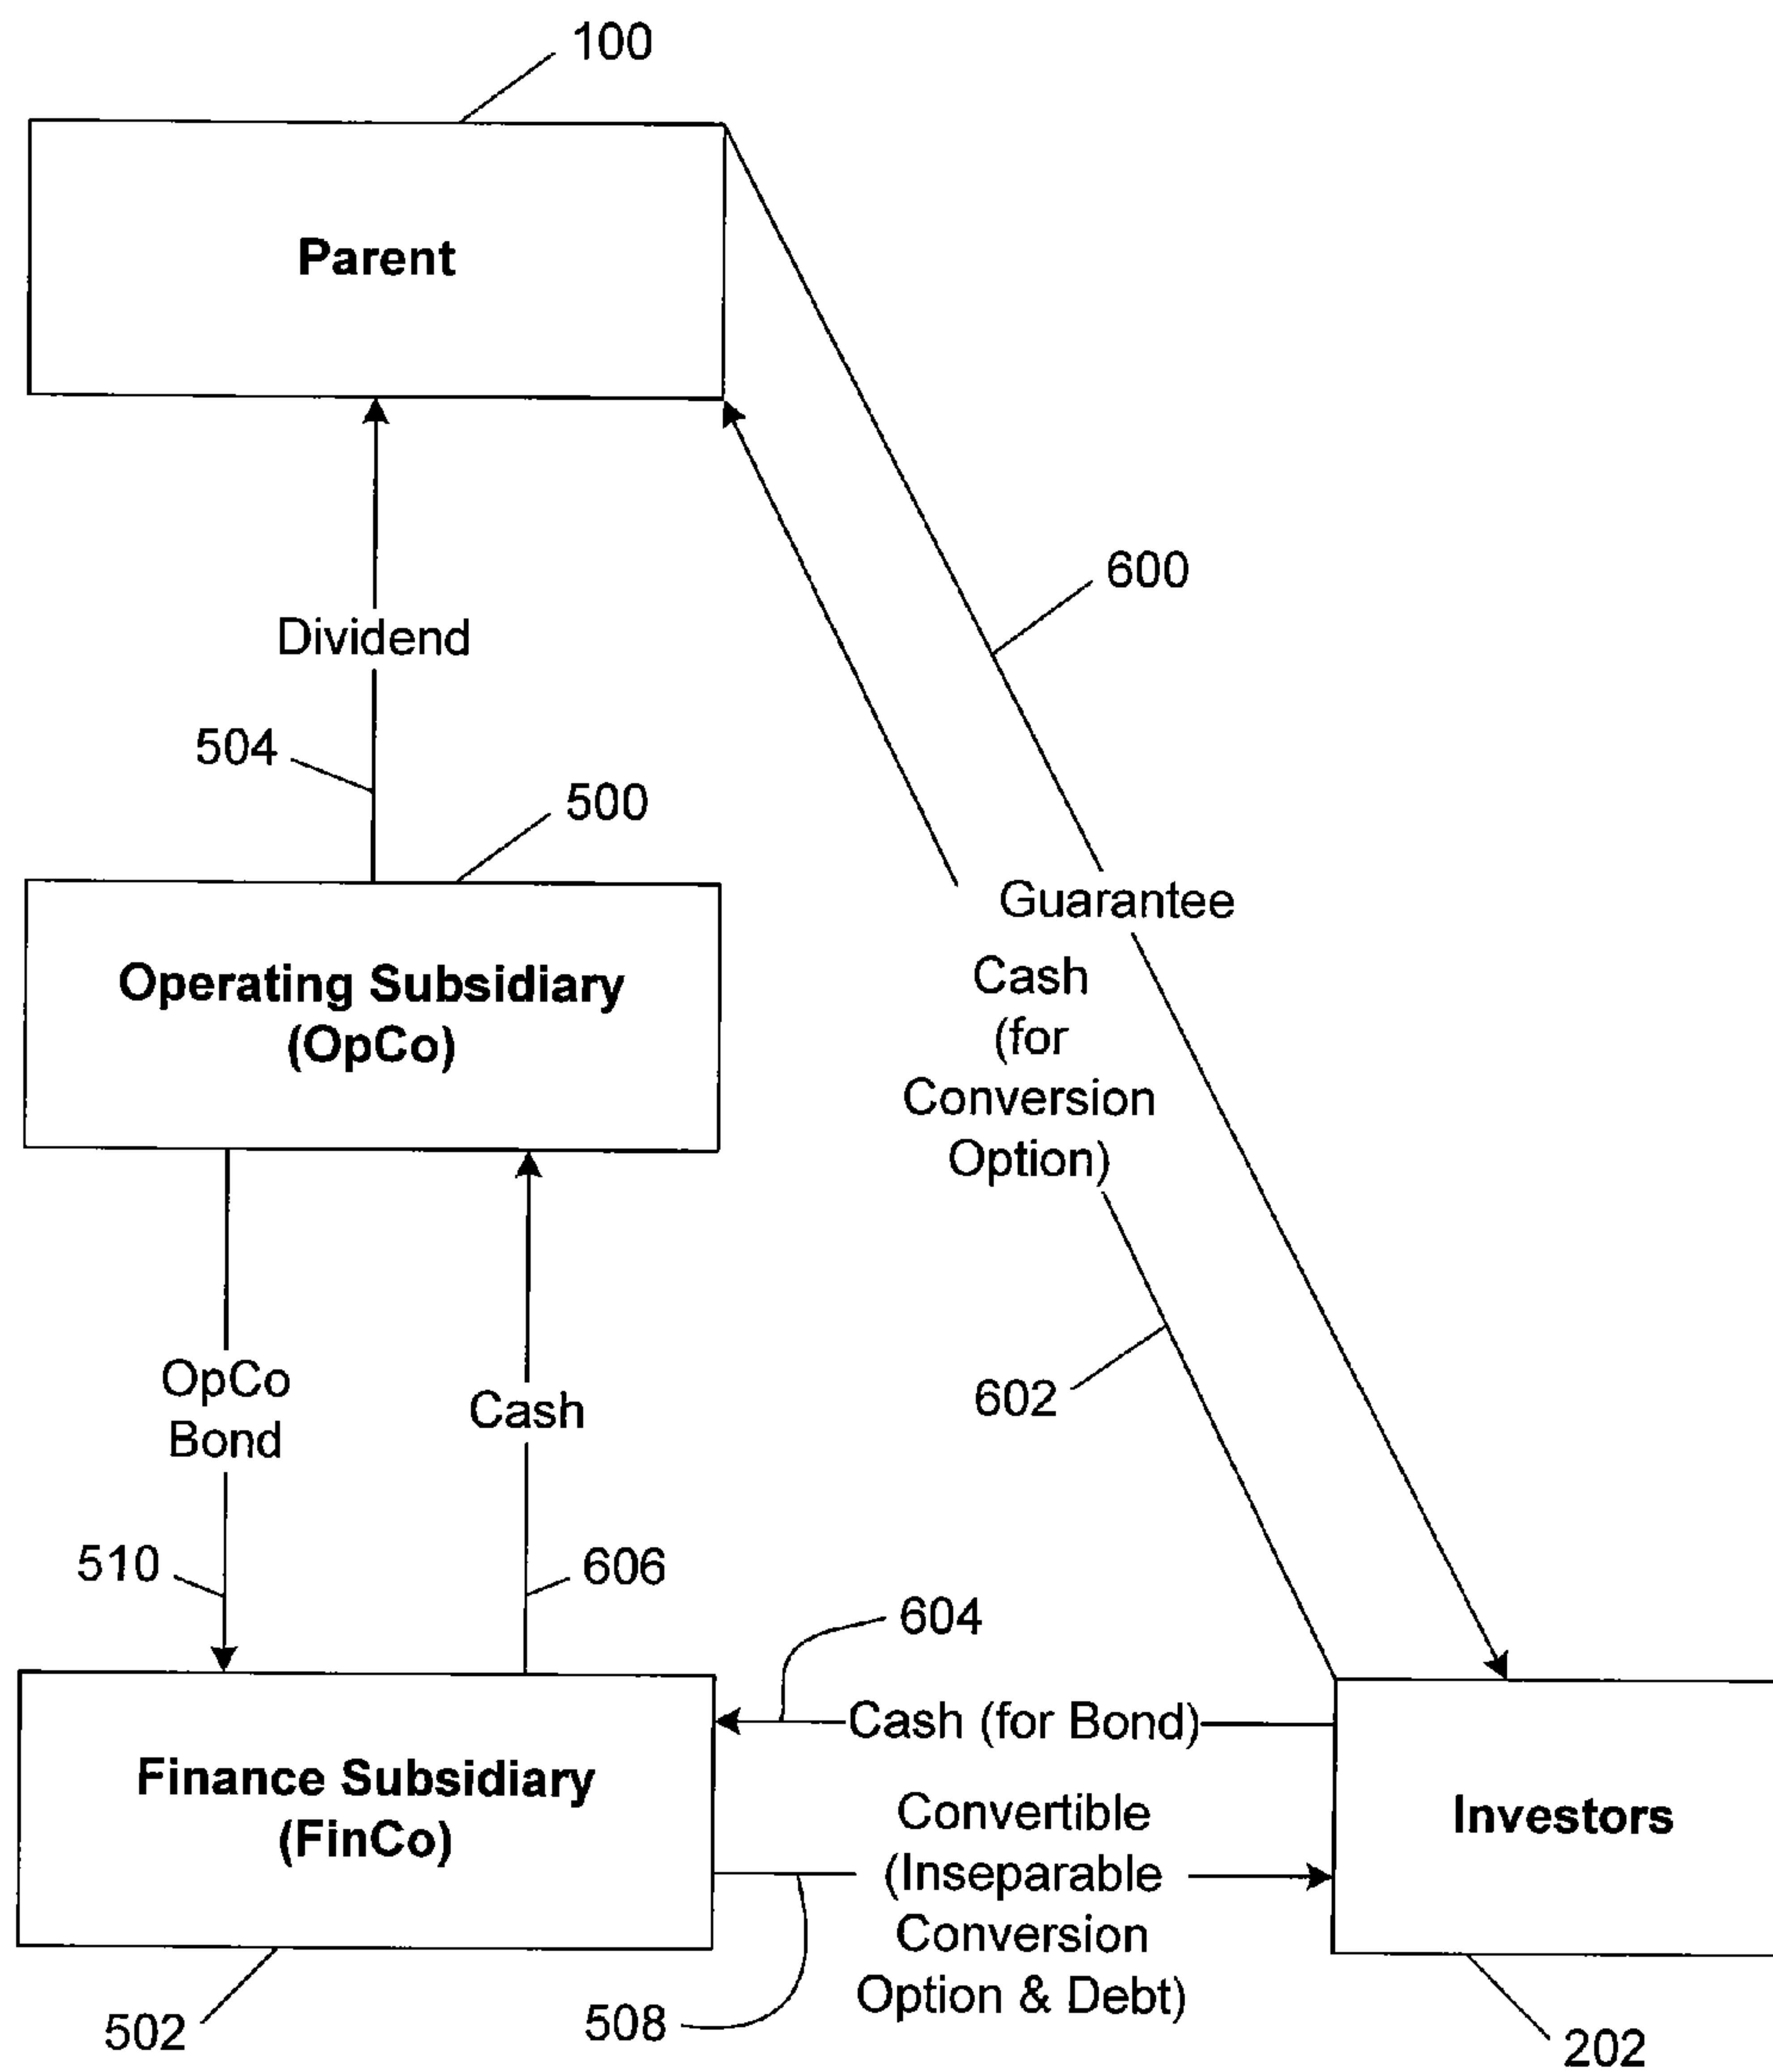 100
Parent
600
Dividend
504
500
Guarantee
Operating Subsidiary
(OpCo)
Cash
(for
Conversion
Option)
OpCo
Bond
Cash
602
510
606
604
Cash (for Bond)
Finance Subsidiary
(FinCo)
Convertible
(Inseparable
Conversion
Option & Debt)
Investors
502
508
202